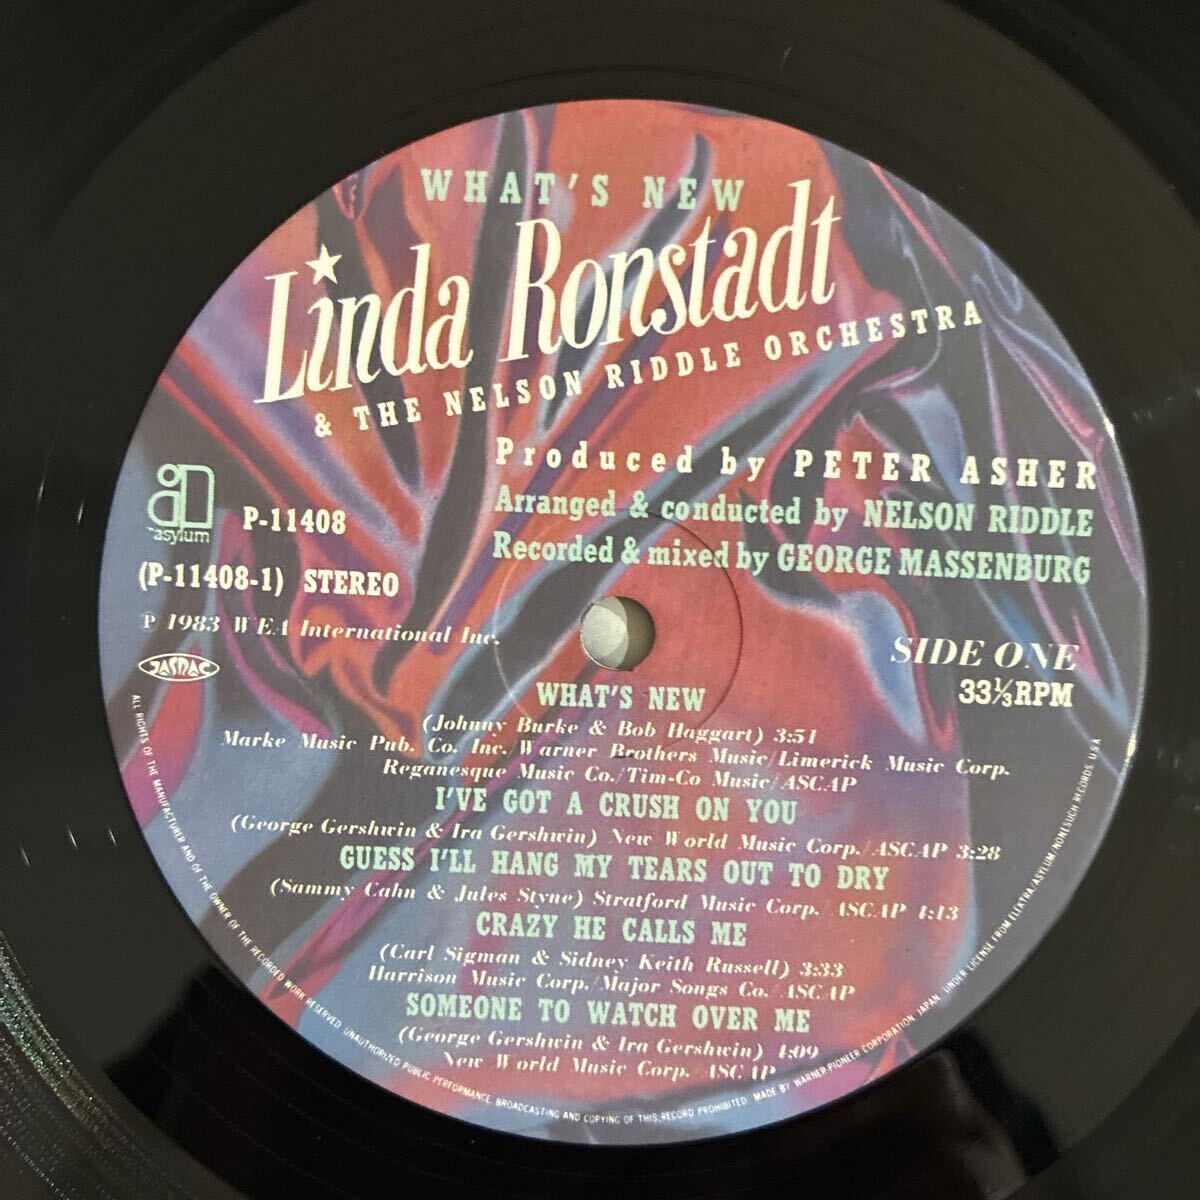 WHAT'S NEW
Linda Ronstadt
& THE NELSON RIDDLE ORCHESTRA
Produced by PETER ASHER
Arranged & conducted by NELSON RIDDLE
Recorded & mixed by GEORGE MASSENBURG
asylum
P-11408
(P-11408-1) STEREO
℗ 1983 WEA International Inc.
JASRAC
SIDE ONE
33⅓RPM
WHAT'S NEW
(Johnny Burke & Bob Haggart) 3:51
Marke Music Pub. Co. Inc./Warner Brothers Music/Limerick Music Corp.
Reganesque Music Co./Tim-Co Music/ASCAP
I'VE GOT A CRUSH ON YOU
(George Gershwin & Ira Gershwin) New World Music Corp./ASCAP 3:28
GUESS I'LL HANG MY TEARS OUT TO DRY
(Sammy Cahn & Jules Styne) Stratford Music Corp. ASCAP 4:13
CRAZY HE CALLS ME
(Carl Sigman & Sidney Keith Russell) 3:33
Harrison Music Corp./Major Songs Co./ASCAP
SOMEONE TO WATCH OVER ME
(George Gershwin & Ira Gershwin) 4:09
New World Music Corp./ASCAP
ALL RIGHTS OF THE MANUFACTURER AND OF THE OWNER OF THE RECORDED WORK RESERVED. UNAUTHORIZED PUBLIC PERFORMANCE, BROADCASTING AND COPYING OF THIS RECORD PROHIBITED. MADE BY WARNER-PIONEER CORPORATION, JAPAN. UNDER LICENSE FROM ELEKTRA/ASYLUM/NONESUCH RECORDS, U.S.A.